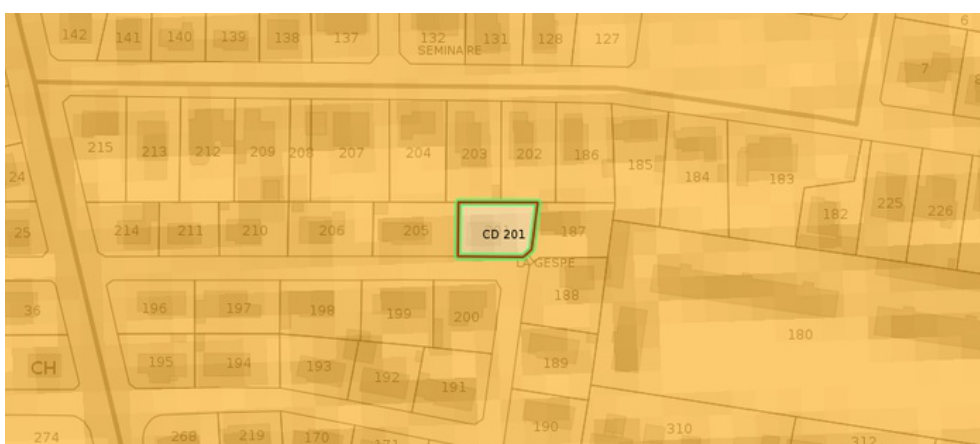 142 141 140 139 138 137 132 131 128 127
SEMINAIRE
7
215 213 212 209 208 207 204 203 202 186 185 184 183
24
25 214 211 210 206 205 CD 201 187 182 225 226
LA GESPE
36 196 197 198 199 200 188 180
CH 195 194 193 192 191 189
274 268 219 170 171 190 310 312